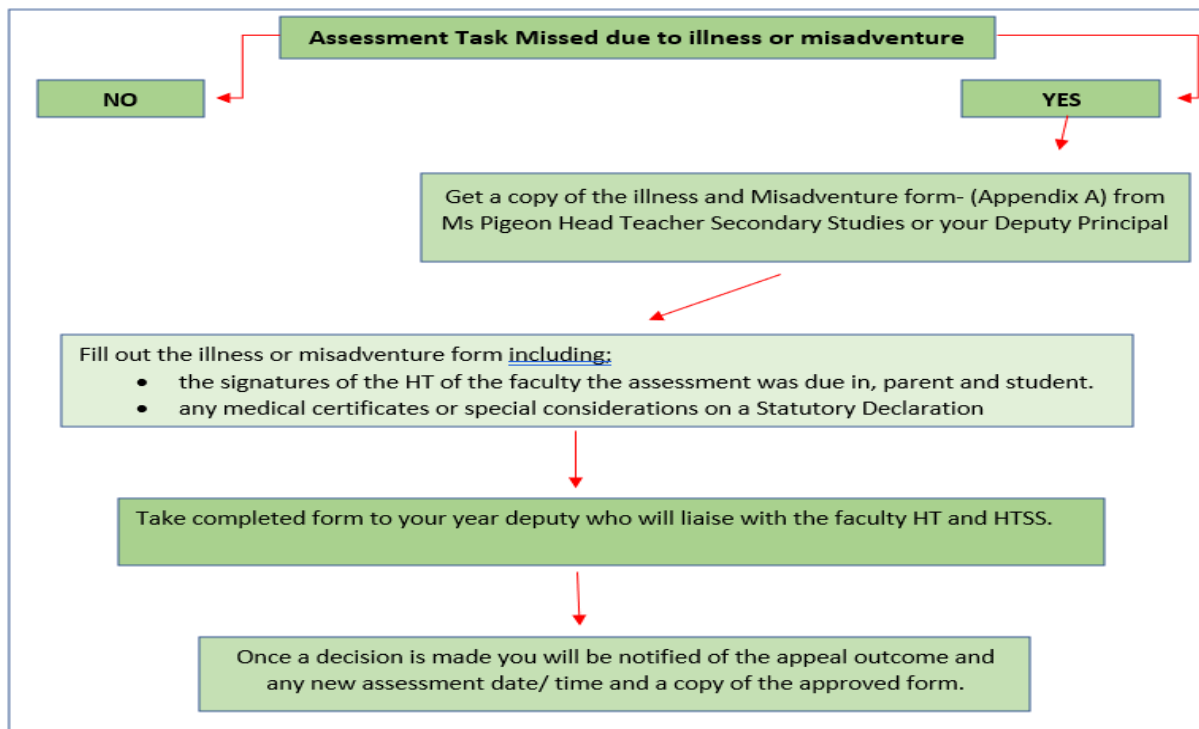 Assessment Task Missed due to illness or misadventure
NO
YES
Get a copy of the illness and Misadventure form- (Appendix A) from
Ms Pigeon Head Teacher Secondary Studies or your Deputy Principal
Fill out the illness or misadventure form including;
• the signatures of the HT of the faculty the assessment was due in, parent and student.
• any medical certificates or special considerations on a Statutory Declaration
Take completed form to your year deputy who will liaise with the faculty HT and HTSS.
Once a decision is made you will be notified of the appeal outcome and
any new assessment date/ time and a copy of the approved form.